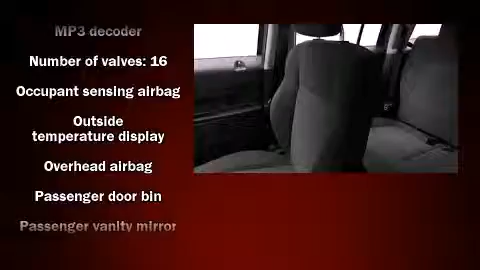 MP3 decoder
Number of valves: 16
Occupant sensing airbag
Outside
temperature display
Overhead airbag
Passenger door bin
Passenger vanity mirror